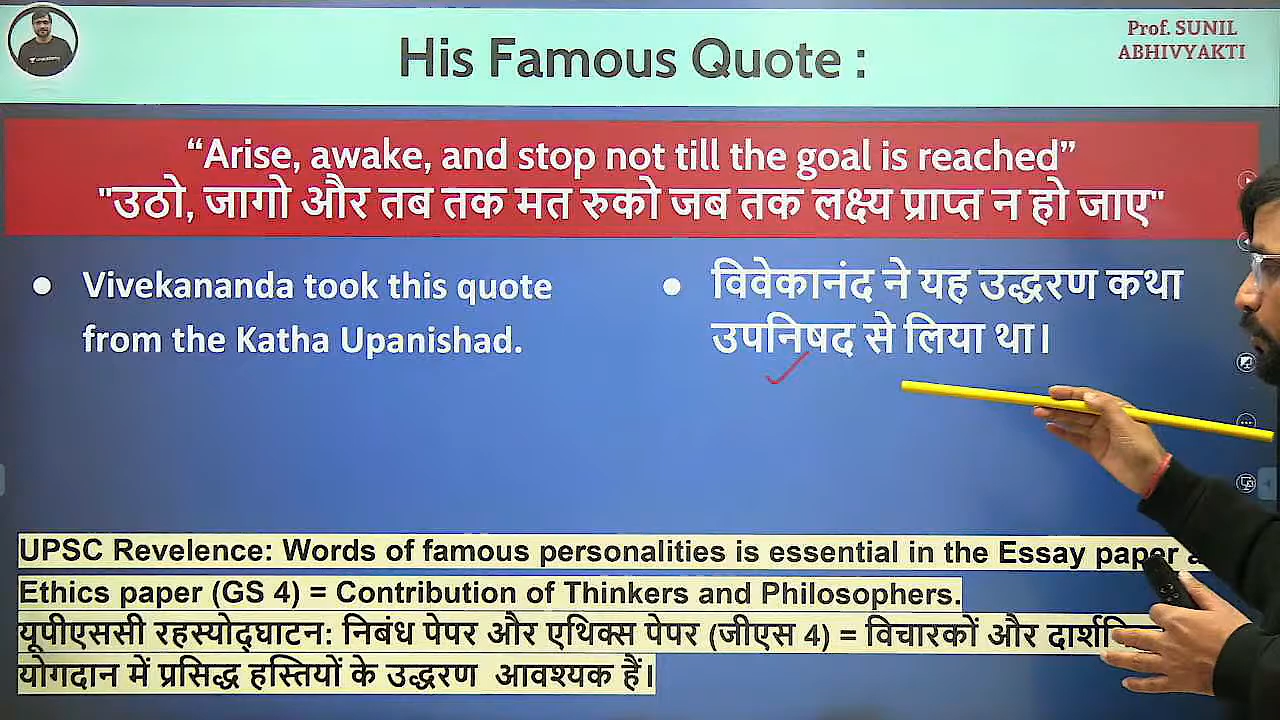 Prof. SUNIL
ABHIVYAKTI
His Famous Quote :
“Arise, awake, and stop not till the goal is reached”
"उठो, जागो और तब तक मत रुको जब तक लक्ष्य प्राप्त न हो जाए"
● Vivekananda took this quote
from the Katha Upanishad.
● विवेकानंद ने यह उद्धरण कथा
उपनिषद से लिया था।
UPSC Revelence: Words of famous personalities is essential in the Essay paper
Ethics paper (GS 4) = Contribution of Thinkers and Philosophers.
यूपीएससी रहस्योद्घाटन: निबंध पेपर और एथिक्स पेपर (जीएस 4) = विचारकों और
योगदान में प्रसिद्ध हस्तियों के उद्धरण आवश्यक हैं।